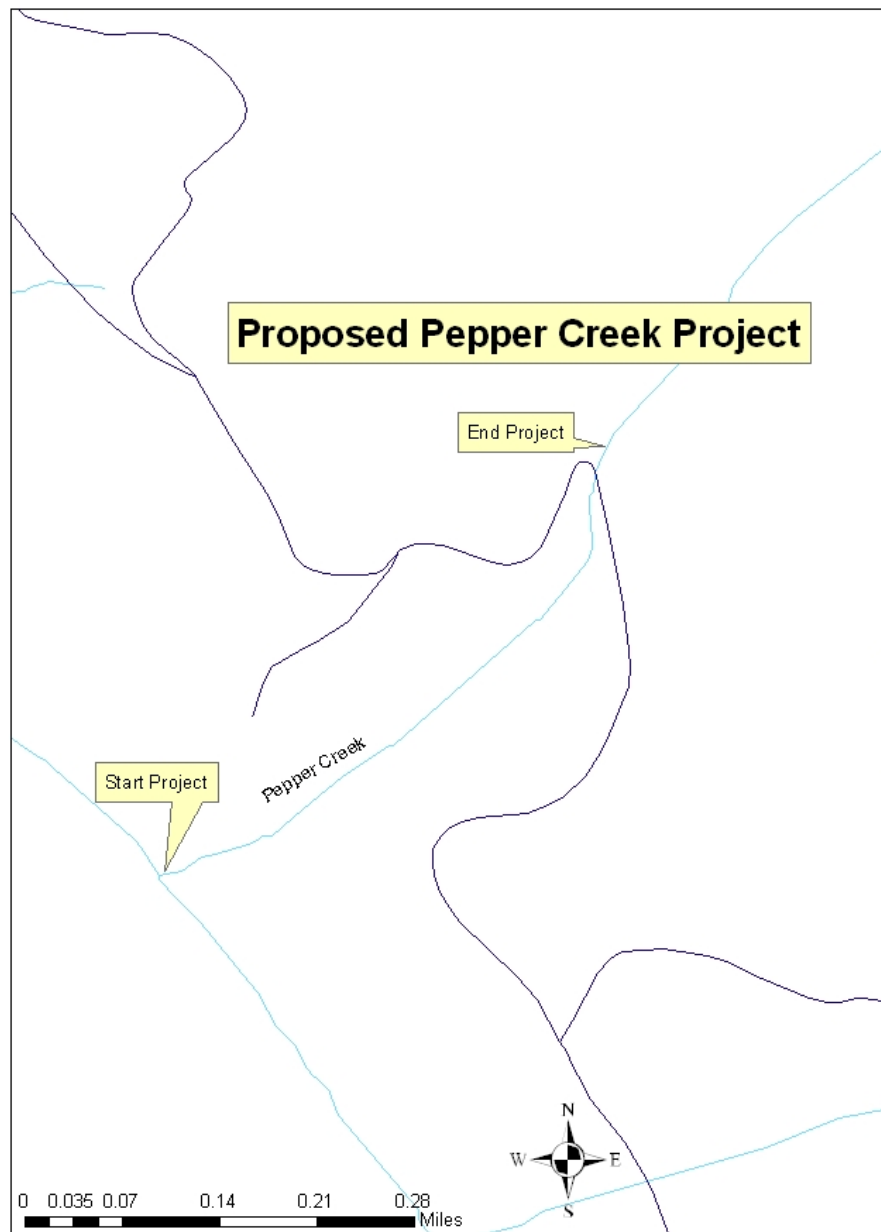 Proposed Pepper Creek Project
End Project
Pepper Creek
Start Project
N
W E
S
0 0.035 0.07 0.14 0.21 0.28
Miles